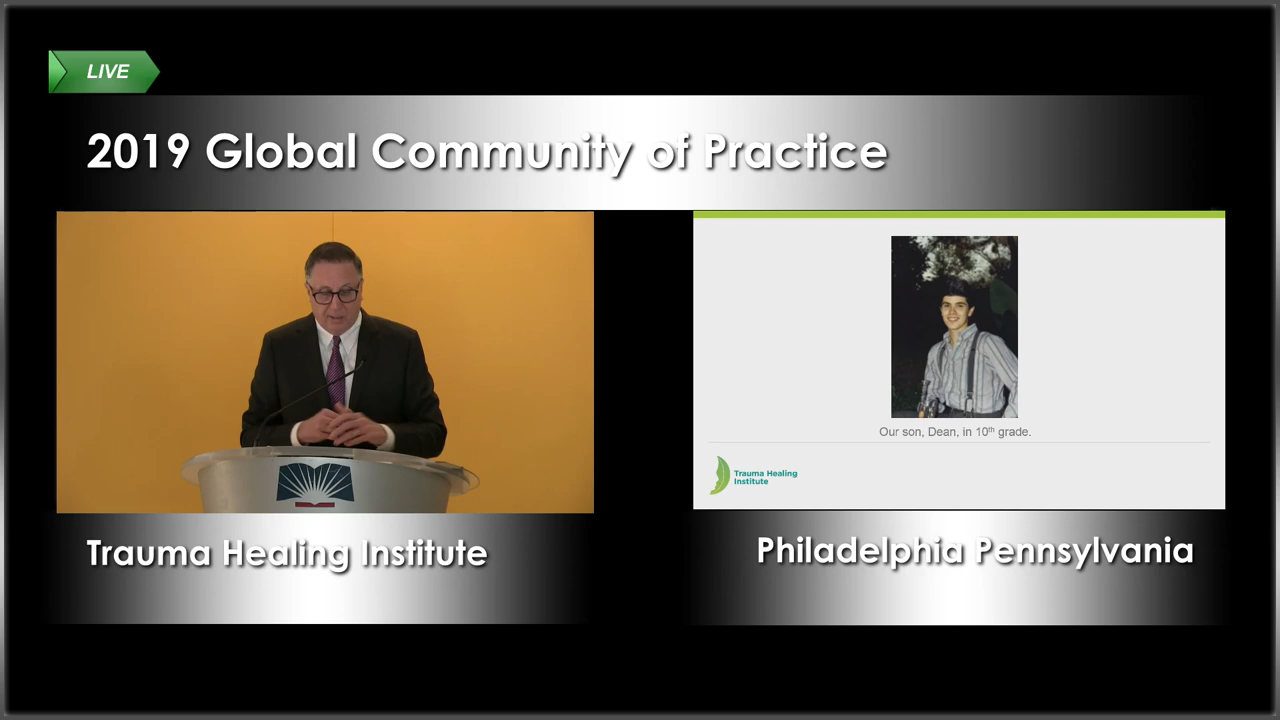 LIVE
2019 Global Community of Practice
Our son, Dean, in 10th grade.
Trauma Healing
Institute
Trauma Healing Institute
Philadelphia Pennsylvania